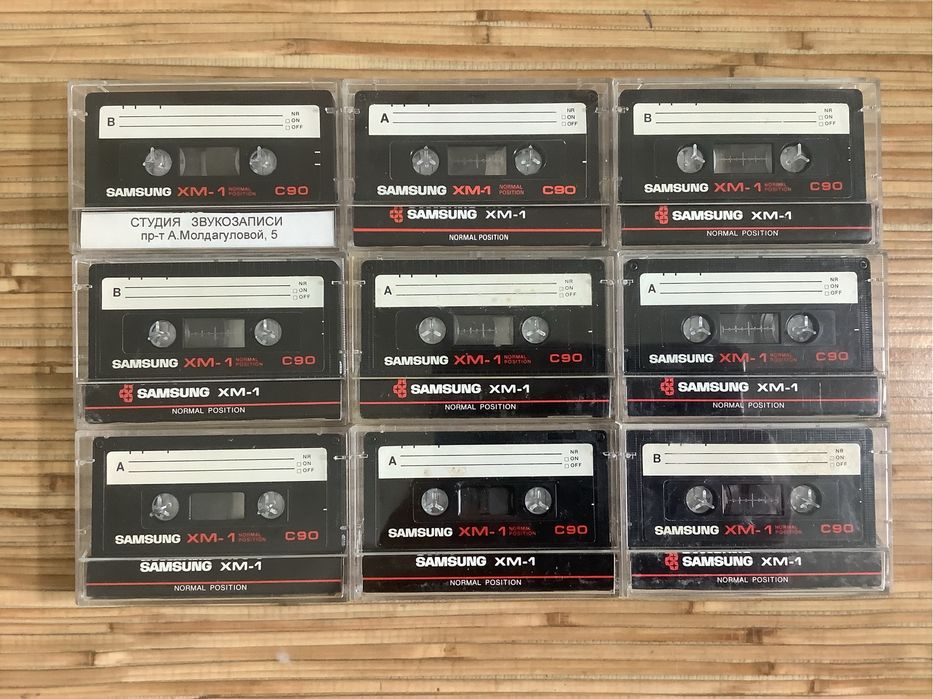 B
NR
ON
OFF
SAMSUNG XM-1 NORMAL POSITION C90
СТУДИЯ ЗВУКОЗАПИСИ
пр-т А.Молдагуловой, 5
A
NR
ON
OFF
SAMSUNG XM-1 NORMAL POSITION C90
SAMSUNG XM-1
NORMAL POSITION
B
NR
ON
OFF
SAMSUNG XM-1 NORMAL POSITION C90
SAMSUNG XM-1
NORMAL POSITION
B
NR
ON
OFF
SAMSUNG XM-1 NORMAL POSITION C90
SAMSUNG XM-1
NORMAL POSITION
A
NR
ON
OFF
SAMSUNG XM-1 NORMAL POSITION C90
SAMSUNG XM-1
NORMAL POSITION
A
NR
ON
OFF
SAMSUNG XM-1 NORMAL POSITION C90
SAMSUNG XM-1
NORMAL POSITION
A
NR
ON
OFF
SAMSUNG XM-1 NORMAL POSITION C90
SAMSUNG XM-1
NORMAL POSITION
A
NR
ON
OFF
SAMSUNG XM-1 NORMAL POSITION C90
SAMSUNG XM-1
NORMAL POSITION
B
NR
ON
OFF
SAMSUNG XM-1 NORMAL POSITION C90
SAMSUNG XM-1
NORMAL POSITION